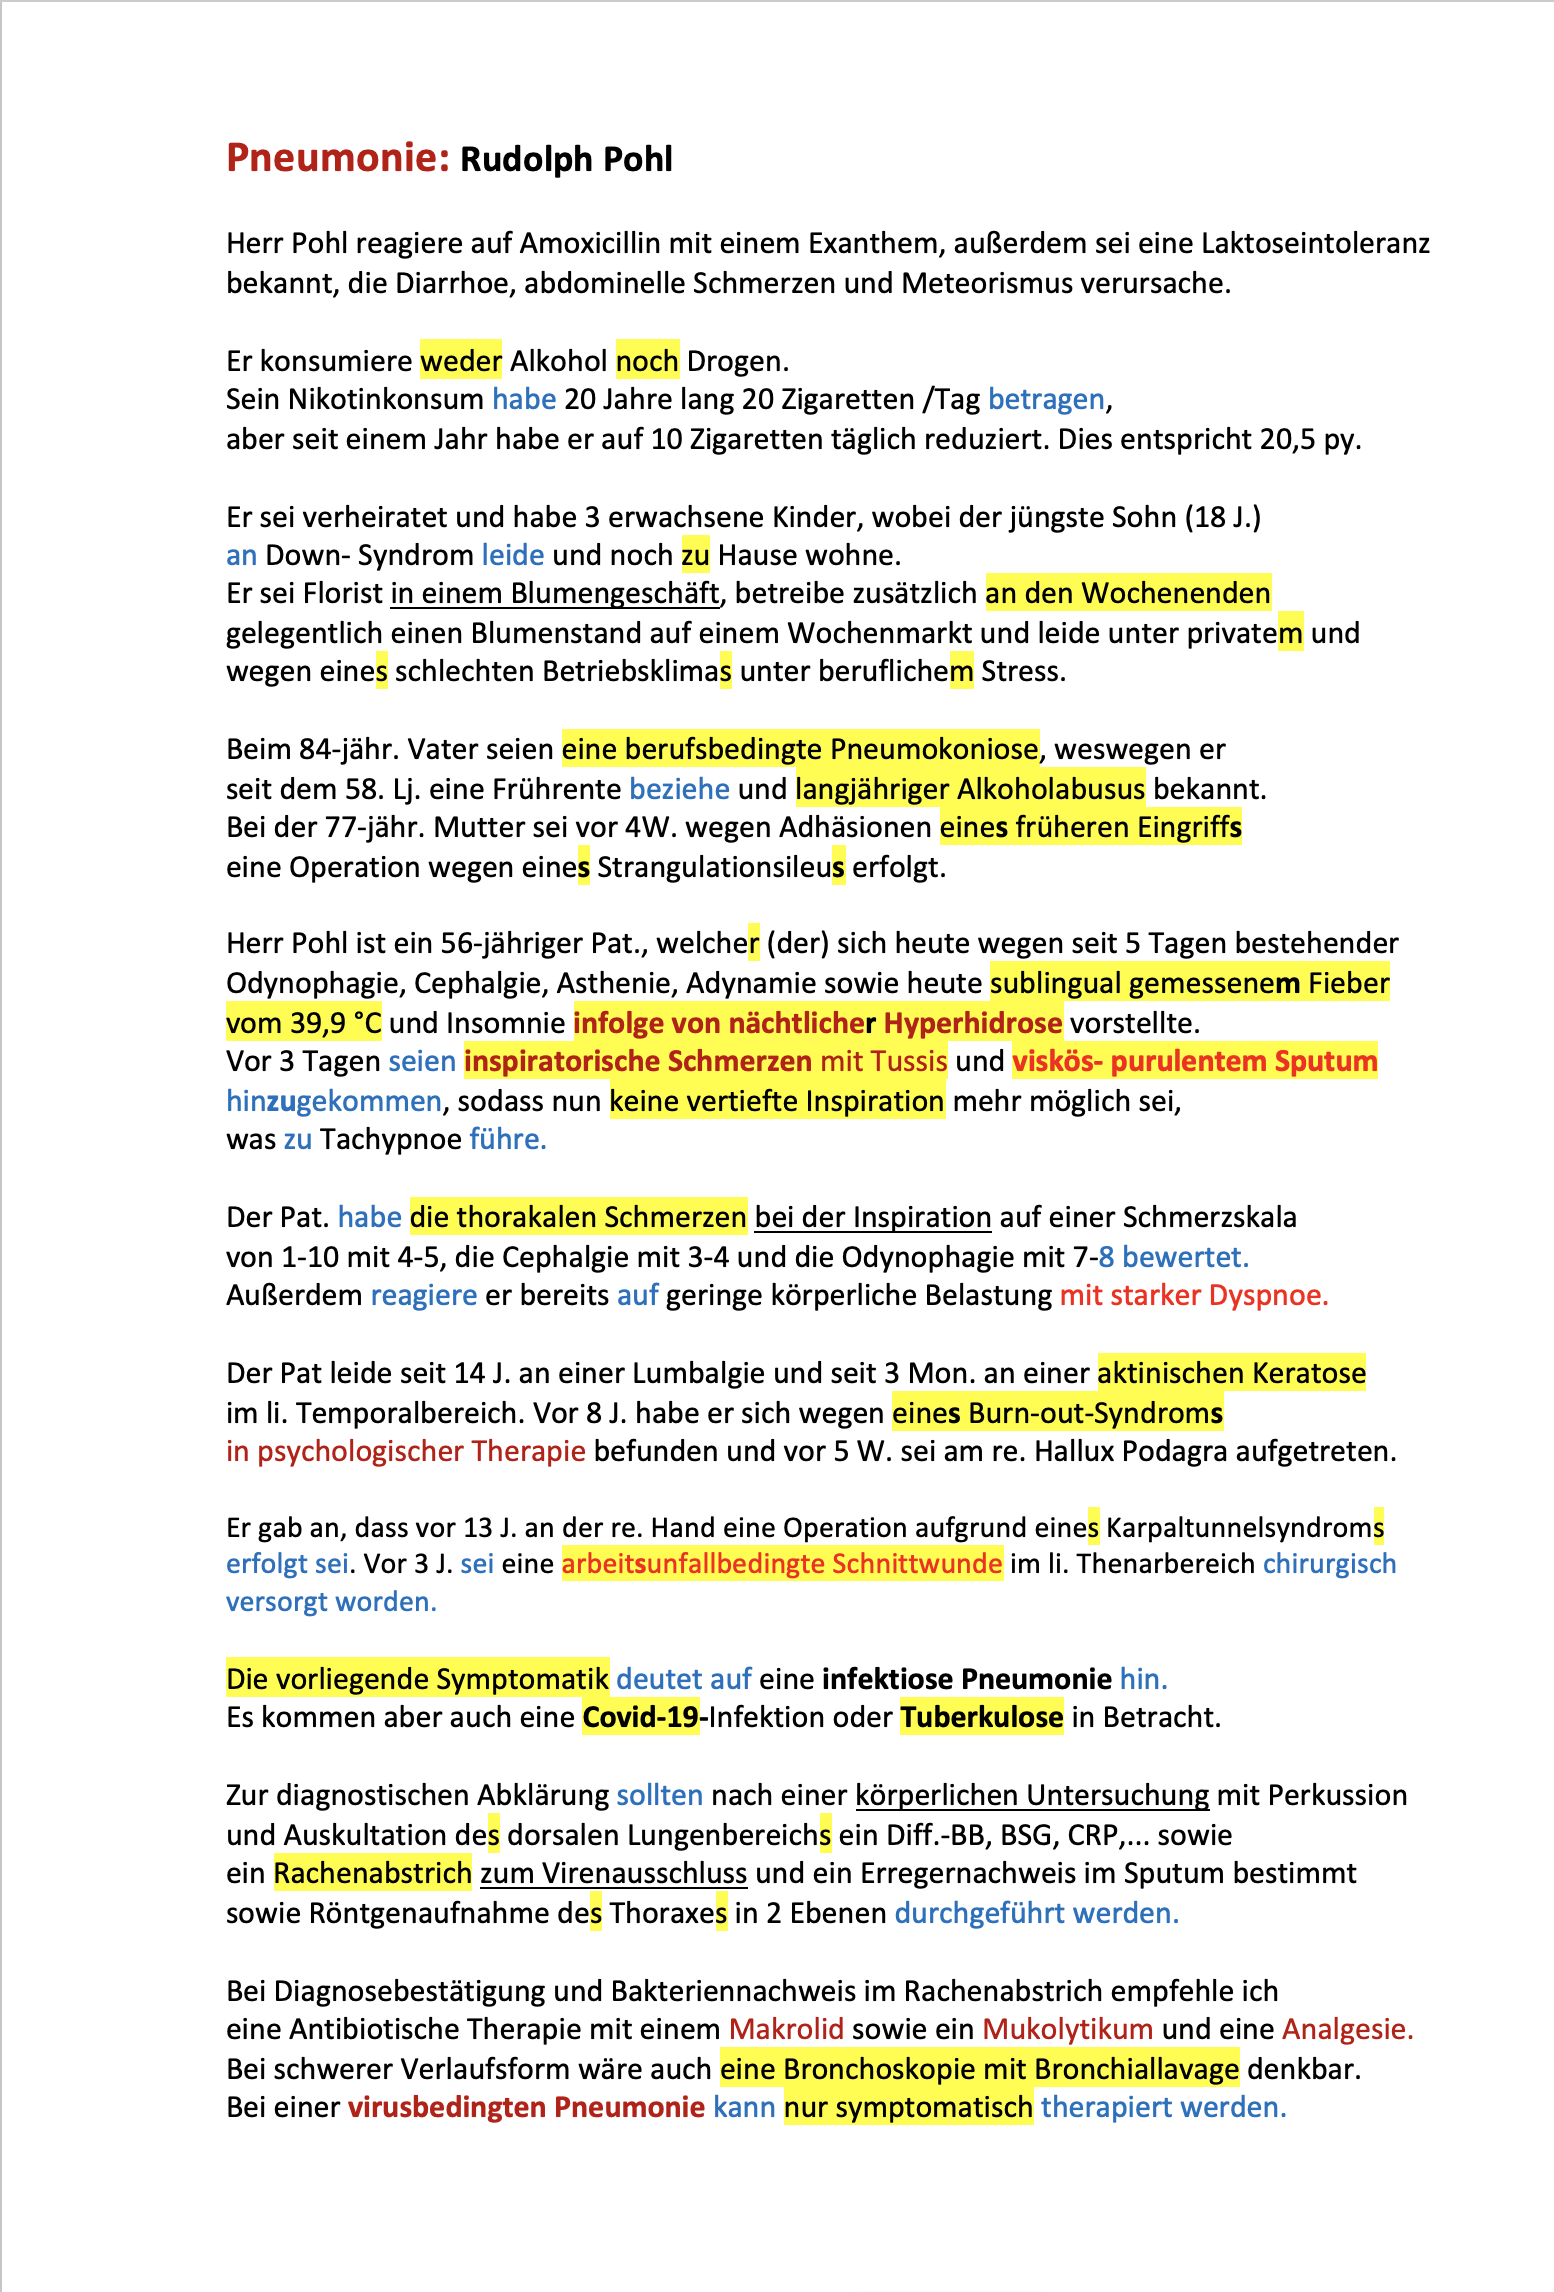 Pneumonie: Rudolph Pohl
Herr Pohl reagiere auf Amoxicillin mit einem Exanthem, außerdem sei eine Laktoseintoleranz
bekannt, die Diarrhoe, abdominelle Schmerzen und Meteorismus verursache.
Er konsumiere weder Alkohol noch Drogen.
Sein Nikotinkonsum habe 20 Jahre lang 20 Zigaretten /Tag betragen,
aber seit einem Jahr habe er auf 10 Zigaretten täglich reduziert. Dies entspricht 20,5 py.
Er sei verheiratet und habe 3 erwachsene Kinder, wobei der jüngste Sohn (18 J.)
an Down- Syndrom leide und noch zu Hause wohne.
Er sei Florist in einem Blumengeschäft, betreibe zusätzlich an den Wochenenden
gelegentlich einen Blumenstand auf einem Wochenmarkt und leide unter privatem und
wegen eines schlechten Betriebsklimas unter beruflichem Stress.
Beim 84-jähr. Vater seien eine berufsbedingte Pneumokoniose, weswegen er
seit dem 58. Lj. eine Frührente beziehe und langjähriger Alkoholabusus bekannt.
Bei der 77-jähr. Mutter sei vor 4W. wegen Adhäsionen eines früheren Eingriffs
eine Operation wegen eines Strangulationsileus erfolgt.
Herr Pohl ist ein 56-jähriger Pat., welcher (der) sich heute wegen seit 5 Tagen bestehender
Odynophagie, Cephalgie, Asthenie, Adynamie sowie heute sublingual gemessenem Fieber
vom 39,9 °C und Insomnie infolge von nächtlicher Hyperhidrose vorstellte.
Vor 3 Tagen seien inspiratorische Schmerzen mit Tussis und viskös- purulentem Sputum
hinzugekommen, sodass nun keine vertiefte Inspiration mehr möglich sei,
was zu Tachypnoe führe.
Der Pat. habe die thorakalen Schmerzen bei der Inspiration auf einer Schmerzskala
von 1-10 mit 4-5, die Cephalgie mit 3-4 und die Odynophagie mit 7-8 bewertet.
Außerdem reagiere er bereits auf geringe körperliche Belastung mit starker Dyspnoe.
Der Pat leide seit 14 J. an einer Lumbalgie und seit 3 Mon. an einer aktinischen Keratose
im li. Temporalbereich. Vor 8 J. habe er sich wegen eines Burn-out-Syndroms
in psychologischer Therapie befunden und vor 5 W. sei am re. Hallux Podagra aufgetreten.
Er gab an, dass vor 13 J. an der re. Hand eine Operation aufgrund eines Karpaltunnelsyndroms
erfolgt sei. Vor 3 J. sei eine arbeitsunfallbedingte Schnittwunde im li. Thenarbereich chirurgisch
versorgt worden.
Die vorliegende Symptomatik deutet auf eine infektiose Pneumonie hin.
Es kommen aber auch eine Covid-19-Infektion oder Tuberkulose in Betracht.
Zur diagnostischen Abklärung sollten nach einer körperlichen Untersuchung mit Perkussion
und Auskultation des dorsalen Lungenbereichs ein Diff.-BB, BSG, CRP,... sowie
ein Rachenabstrich zum Virenausschluss und ein Erregernachweis im Sputum bestimmt
sowie Röntgenaufnahme des Thoraxes in 2 Ebenen durchgeführt werden.
Bei Diagnosebestätigung und Bakteriennachweis im Rachenabstrich empfehle ich
eine Antibiotische Therapie mit einem Makrolid sowie ein Mukolytikum und eine Analgesie.
Bei schwerer Verlaufsform wäre auch eine Bronchoskopie mit Bronchiallavage denkbar.
Bei einer virusbedingten Pneumonie kann nur symptomatisch therapiert werden.